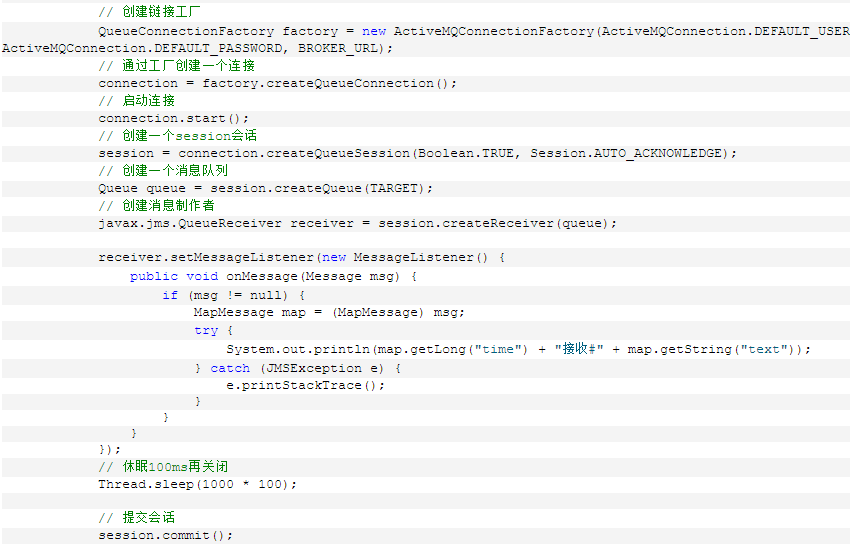 // 创建链接工厂
QueueConnectionFactory factory = new ActiveMQConnectionFactory(ActiveMQConnection.DEFAULT_USER
ActiveMQConnection.DEFAULT_PASSWORD, BROKER_URL);
// 通过工厂创建一个连接
connection = factory.createQueueConnection();
// 启动连接
connection.start();
// 创建一个session会话
session = connection.createQueueSession(Boolean.TRUE, Session.AUTO_ACKNOWLEDGE);
// 创建一个消息队列
Queue queue = session.createQueue(TARGET);
// 创建消息制作者
javax.jms.QueueReceiver receiver = session.createReceiver(queue);
receiver.setMessageListener(new MessageListener() {
public void onMessage(Message msg) {
if (msg != null) {
MapMessage map = (MapMessage) msg;
try {
System.out.println(map.getLong("time") + "接收#" + map.getString("text"));
} catch (JMSException e) {
e.printStackTrace();
}
}
}
});
// 休眠100ms再关闭
Thread.sleep(1000 * 100);
// 提交会话
session.commit();